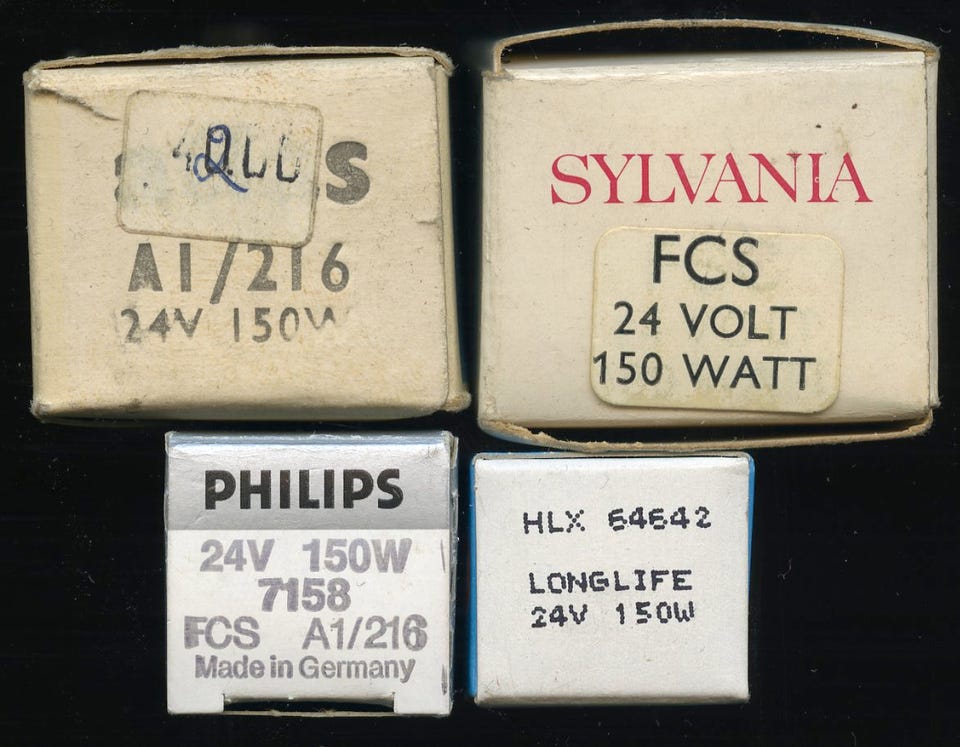 A1/216
24V 150W
SYLVANIA
FCS
24 VOLT
150 WATT
PHILIPS
24V 150W
7158
FCS A1/216
Made in Germany
HLX 64642
LONGLIFE
24V 150W